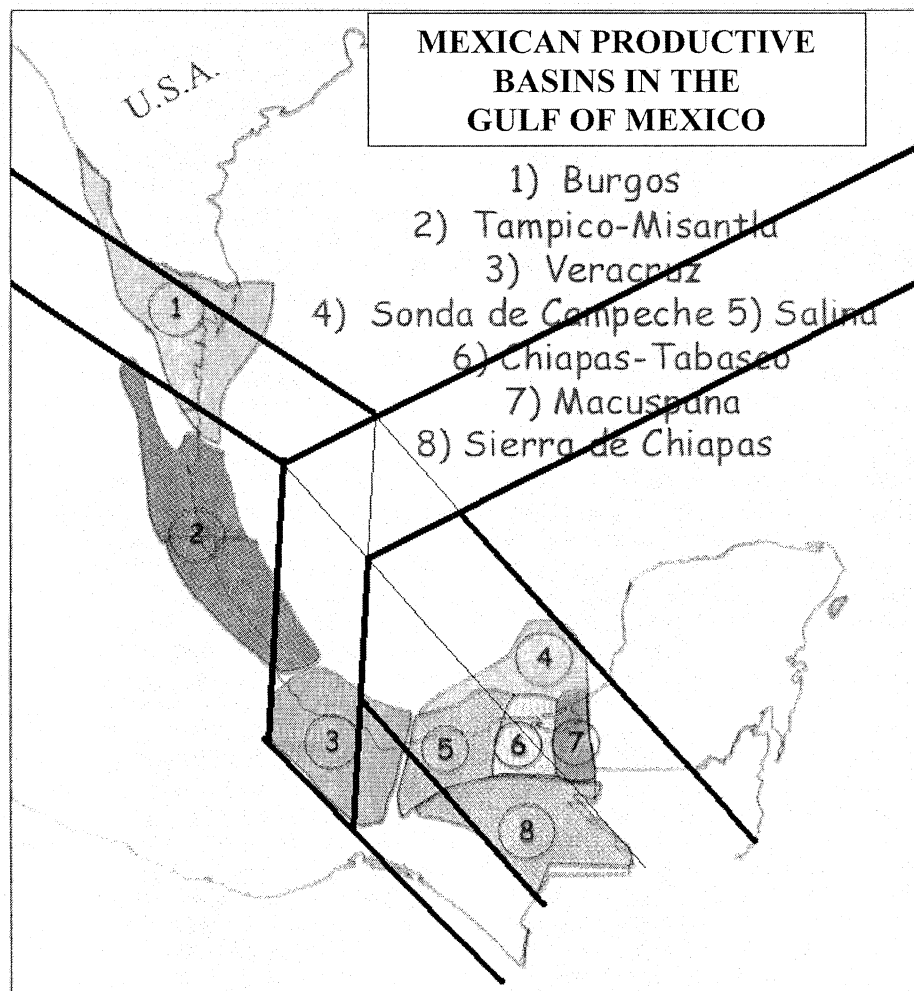 MEXICAN PRODUCTIVE
BASINS IN THE
GULF OF MEXICO
U.S.A.
1) Burgos
2) Tampico-Misantla
3) Veracruz
4) Sonda de Campeche 5) Salina
6) Chiapas-Tabasco
7) Macuspana
8) Sierra de Chiapas
1
2
4
3
5
6
7
8